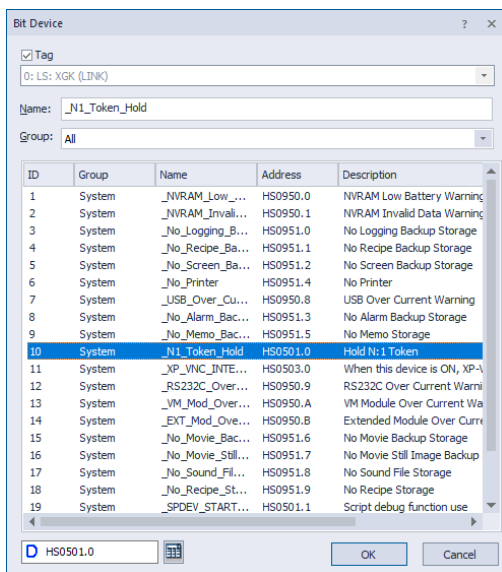 Bit Device ? ×
Tag
0: LS: XGK (LINK)
Name: _N1_Token_Hold
Group: All
ID Group Name Address Description
1 System _NVRAM_Low_... HS0950.0 NVRAM Low Battery Warning
2 System _NVRAM_Invali... HS0950.1 NVRAM Invalid Data Warning
3 System _No_Logging_B... HS0951.0 No Logging Backup Storage
4 System _No_Recipe_Ba... HS0951.1 No Recipe Backup Storage
5 System _No_Screen_Ba... HS0951.2 No Screen Backup Storage
6 System _No_Printer HS0951.4 No Printer
7 System _USB_Over_Cu... HS0950.8 USB Over Current Warning
8 System _No_Alarm_Bac... HS0951.3 No Alarm Backup Storage
9 System _No_Memo_Bac... HS0951.5 No Memo Storage
10 System _N1_Token_Hold HS0501.0 Hold N:1 Token
11 System _XP_VNC_INTE... HS0503.0 When this device is ON, XP-V
12 System _RS232C_Over... HS0950.9 RS232C Over Current Warni
13 System _VM_Mod_Over... HS0950.A VM Module Over Current Wa
14 System _EXT_Mod_Ove... HS0950.B Extended Module Over Curre
15 System _No_Movie_Bac... HS0951.6 No Movie Backup Storage
16 System _No_Movie_Still... HS0951.7 No Movie Still Image Backup
17 System _No_Sound_Fil... HS0951.8 No Sound File Storage
18 System _No_Recipe_St... HS0951.9 No Recipe Storage
19 System _SPDEV_START... HS0501.1 Script debug function use
D HS0501.0 OK Cancel